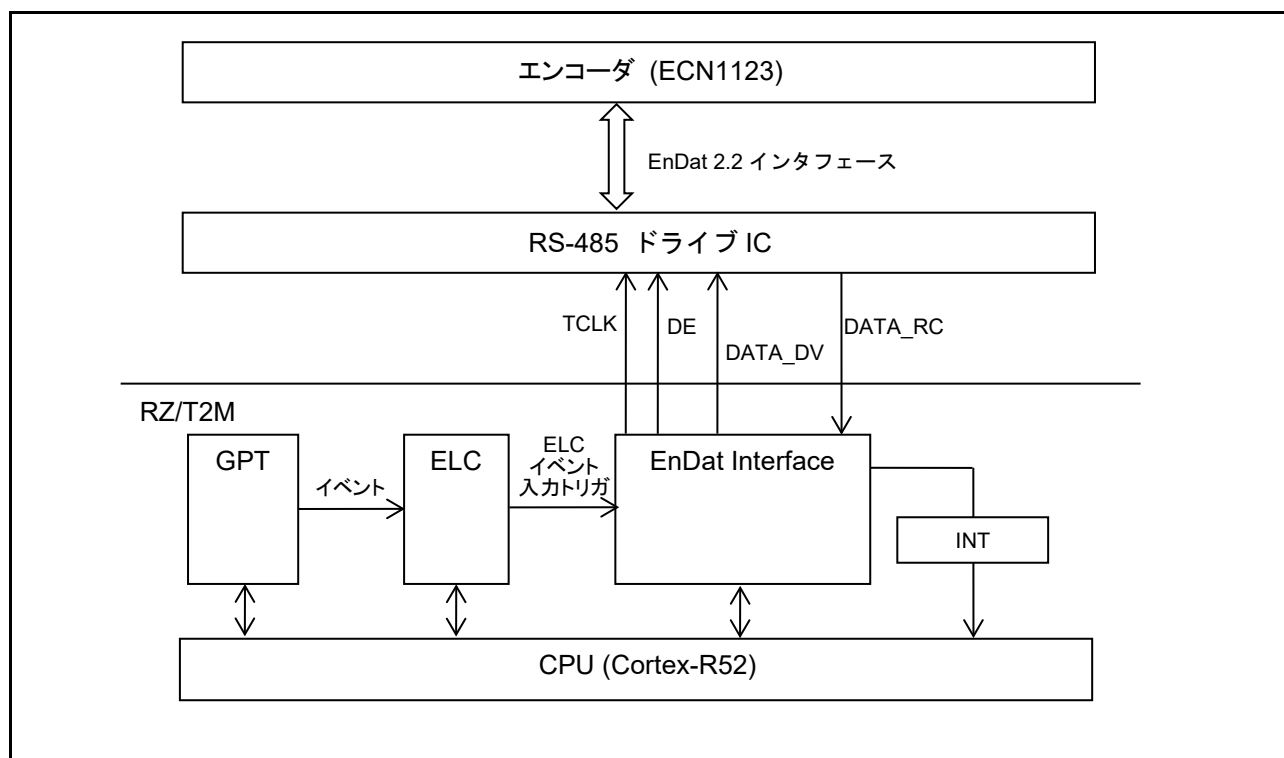 エンコーダ (ECN1123)
EnDat 2.2 インタフェース
RS-485 ドライブ IC
TCLK
DE
DATA_DV
DATA_RC
RZ/T2M
GPT
イベント
ELC
ELC
イベント
入力トリガ
EnDat Interface
INT
CPU (Cortex-R52)